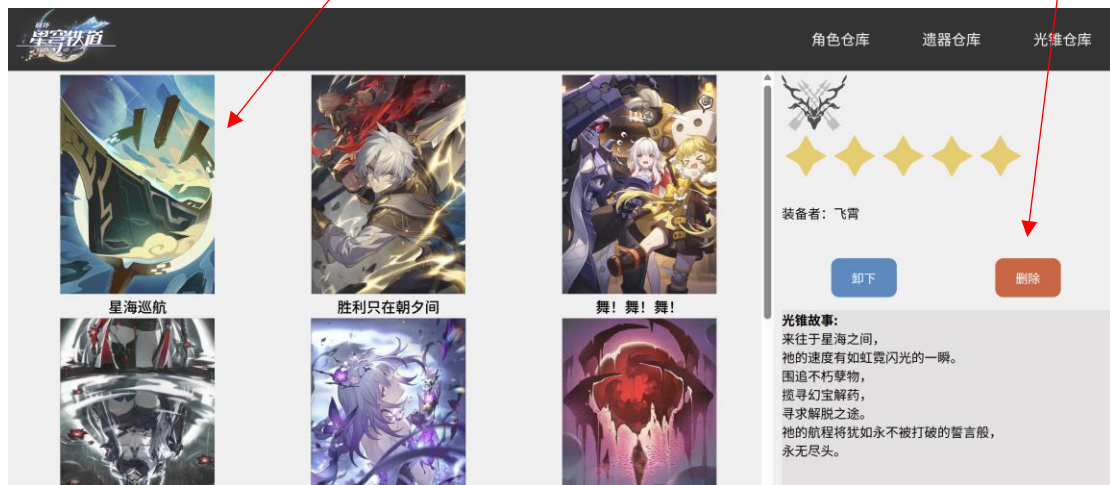 崩坏
星穹铁道
角色仓库 遗器仓库 光锥仓库
装备者：飞霄
卸下 删除
星海巡航 胜利只在朝夕间 舞！舞！舞！
光锥故事:
来往于星海之间，
祂的速度有如虹霓闪光的一瞬。
围追不朽孽物，
揽寻幻宝解药，
寻求解脱之途。
祂的航程将犹如永不被打破的誓言般，
永无尽头。